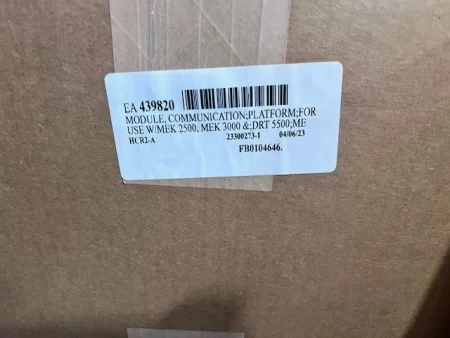 EA 439820
MODULE, COMMUNICATION;PLATFORM;FOR
USE W/MEK 2500, MEK 3000 &;DRT 5500;ME
HCR2-A 23300273-1 04/06/23
FB0104646.